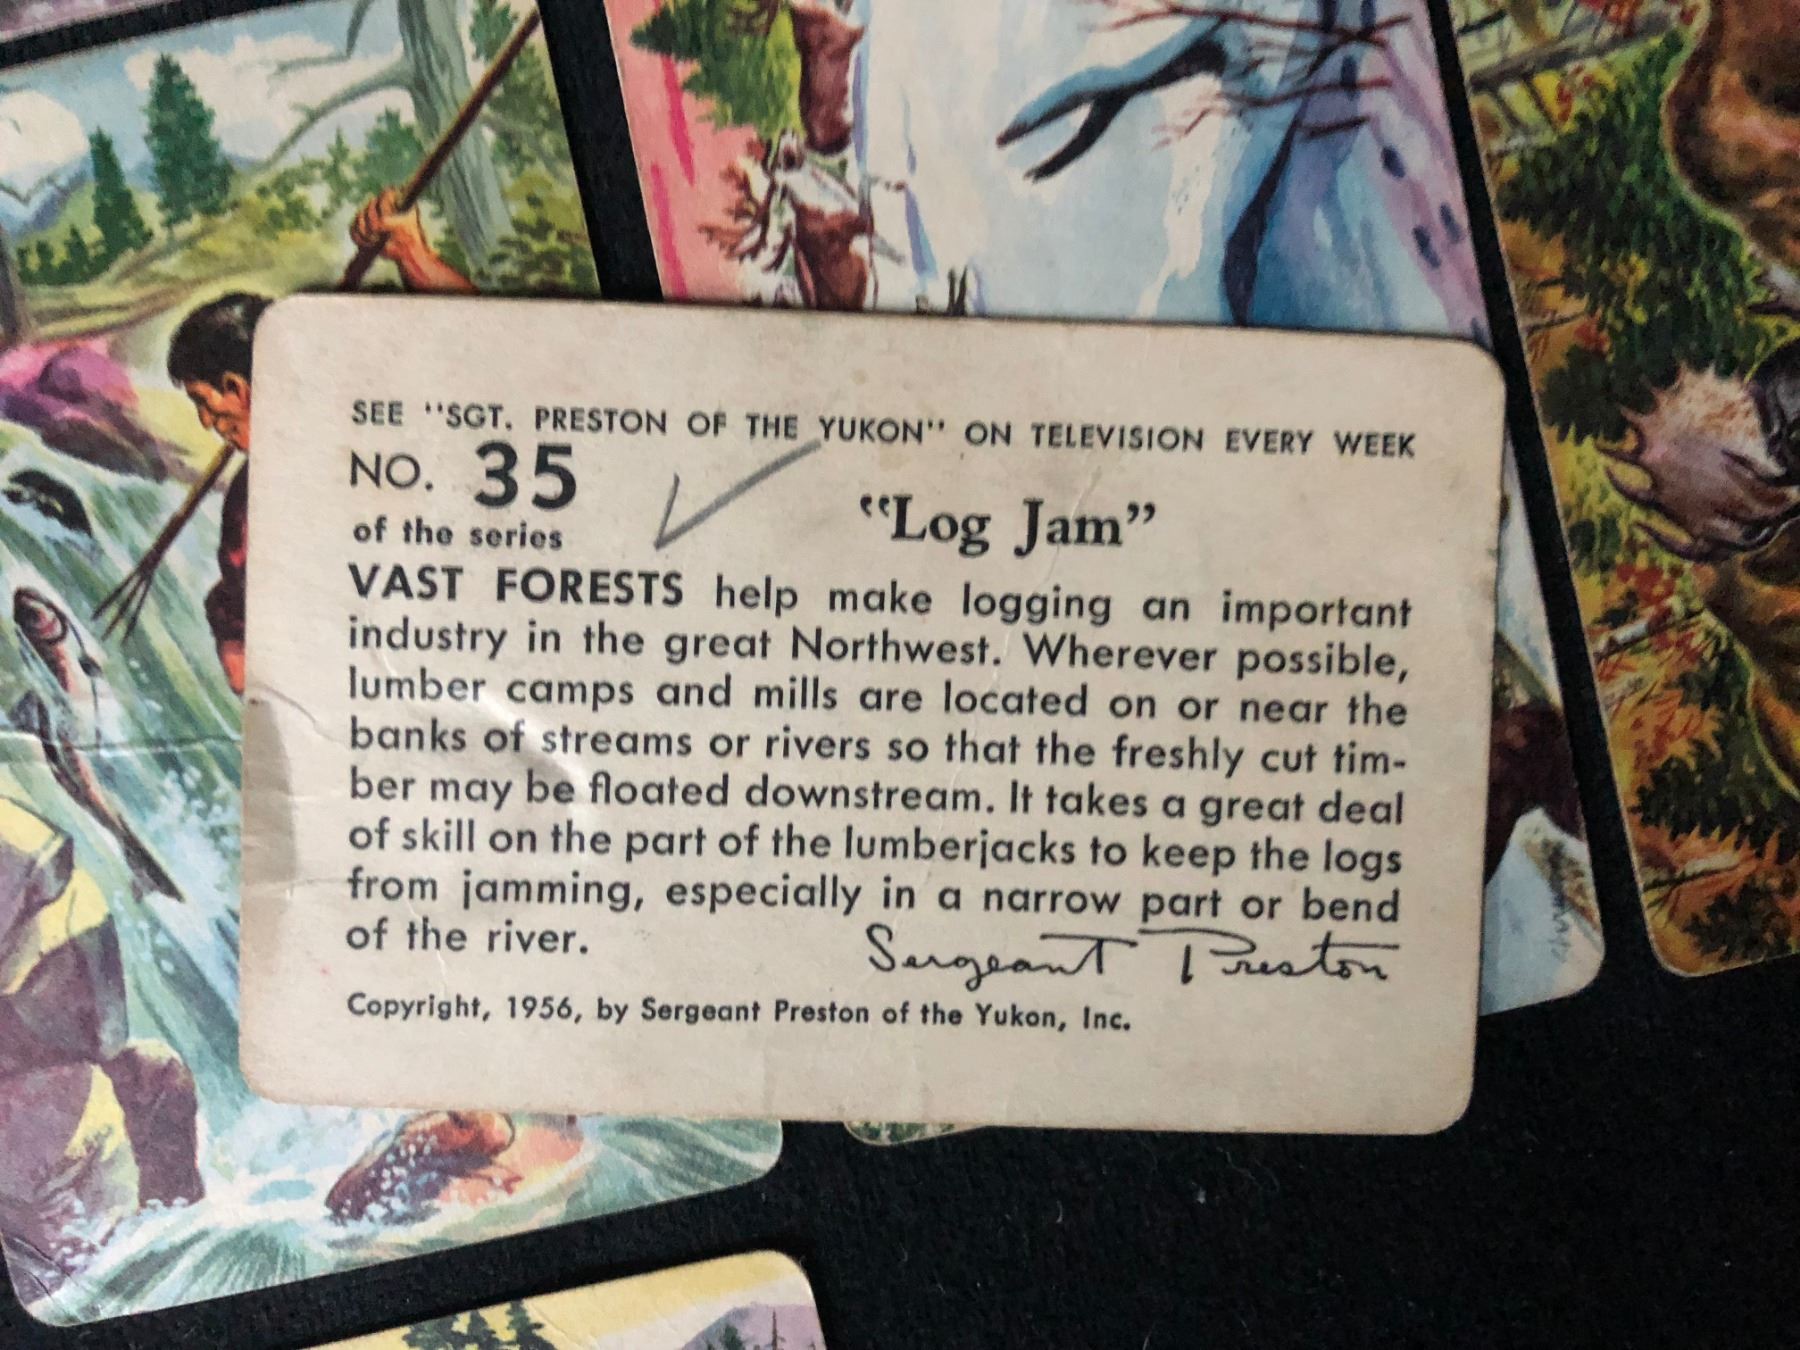 SEE "SGT. PRESTON OF THE YUKON" ON TELEVISION EVERY WEEK
NO. 35
of the series
"Log Jam"
VAST FORESTS help make logging an important
industry in the great Northwest. Wherever possible,
lumber camps and mills are located on or near the
banks of streams or rivers so that the freshly cut tim-
ber may be floated downstream. It takes a great deal
of skill on the part of the lumberjacks to keep the logs
from jamming, especially in a narrow part or bend
of the river.
Sergeant Preston
Copyright, 1956, by Sergeant Preston of the Yukon, Inc.